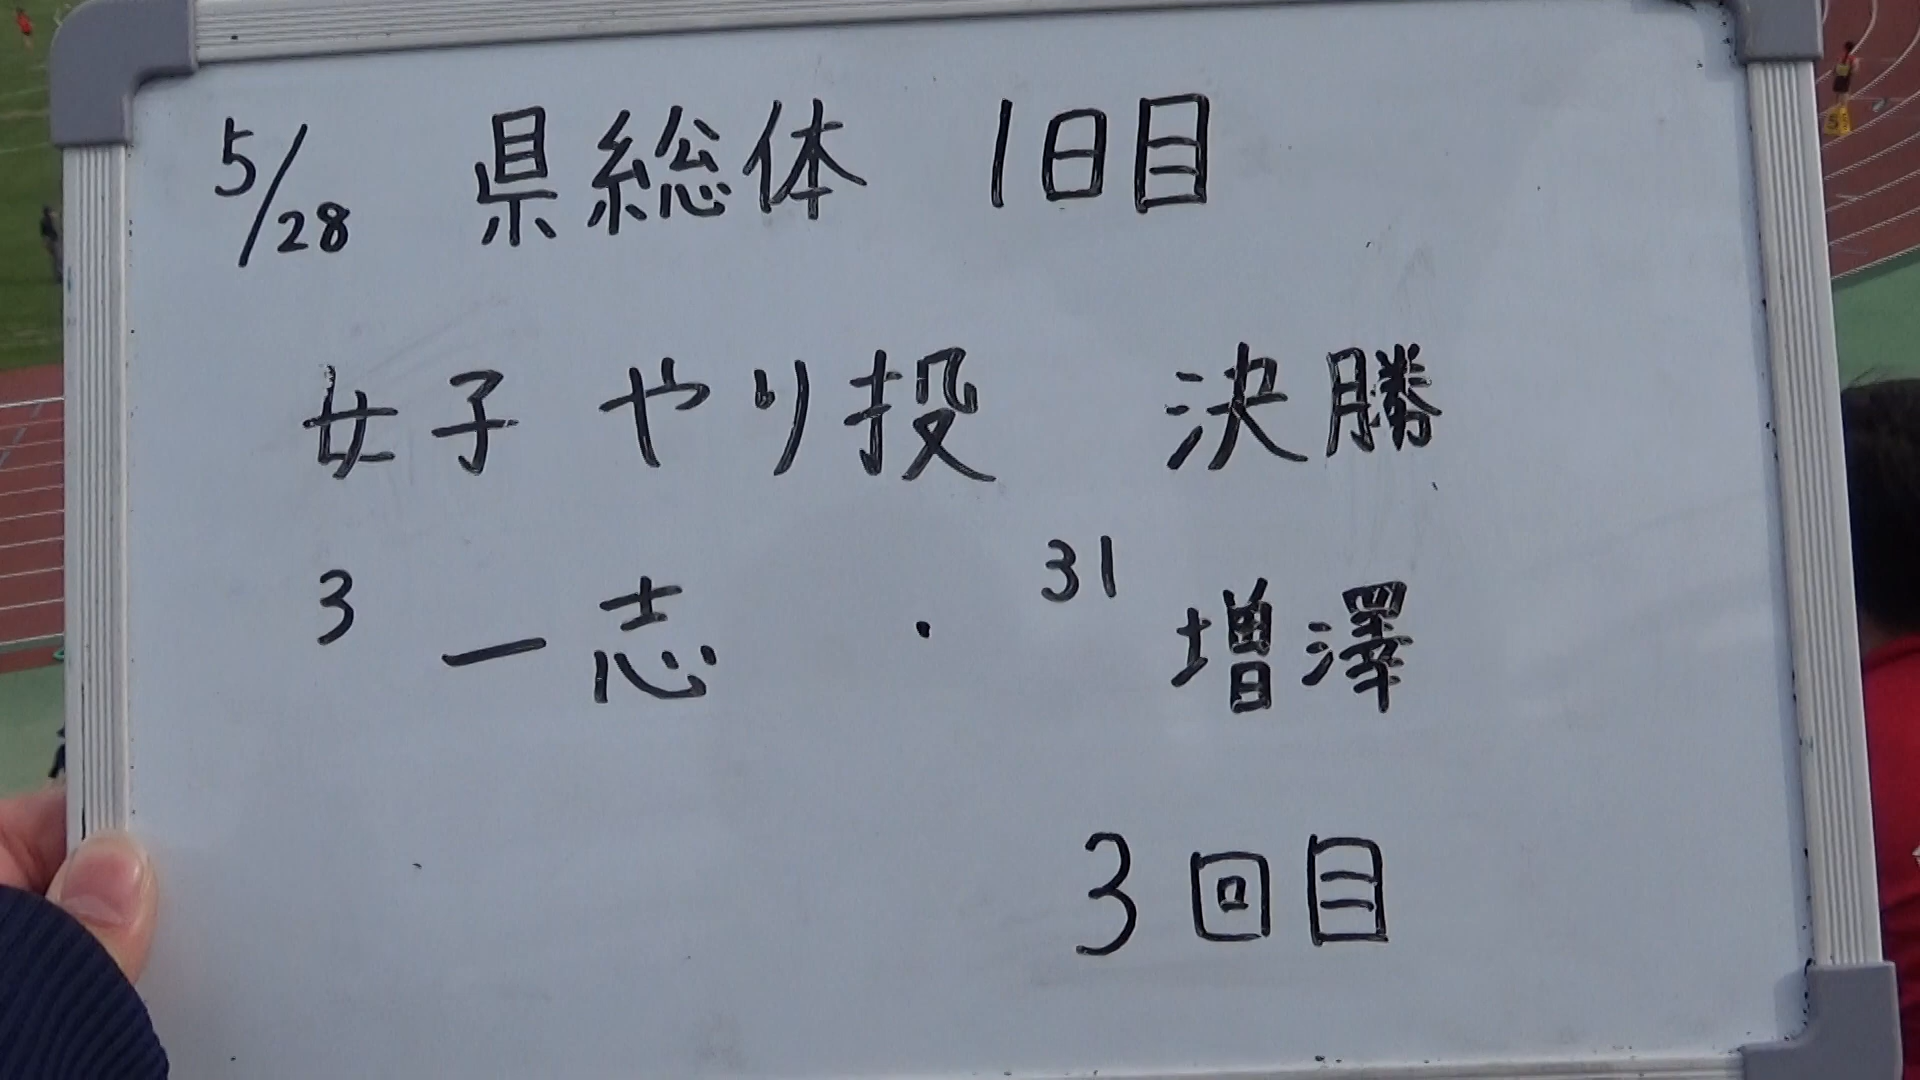 5/28 県総体 1日目
女子 やり投 決勝
3 一志 ・ 31 増澤
3回目